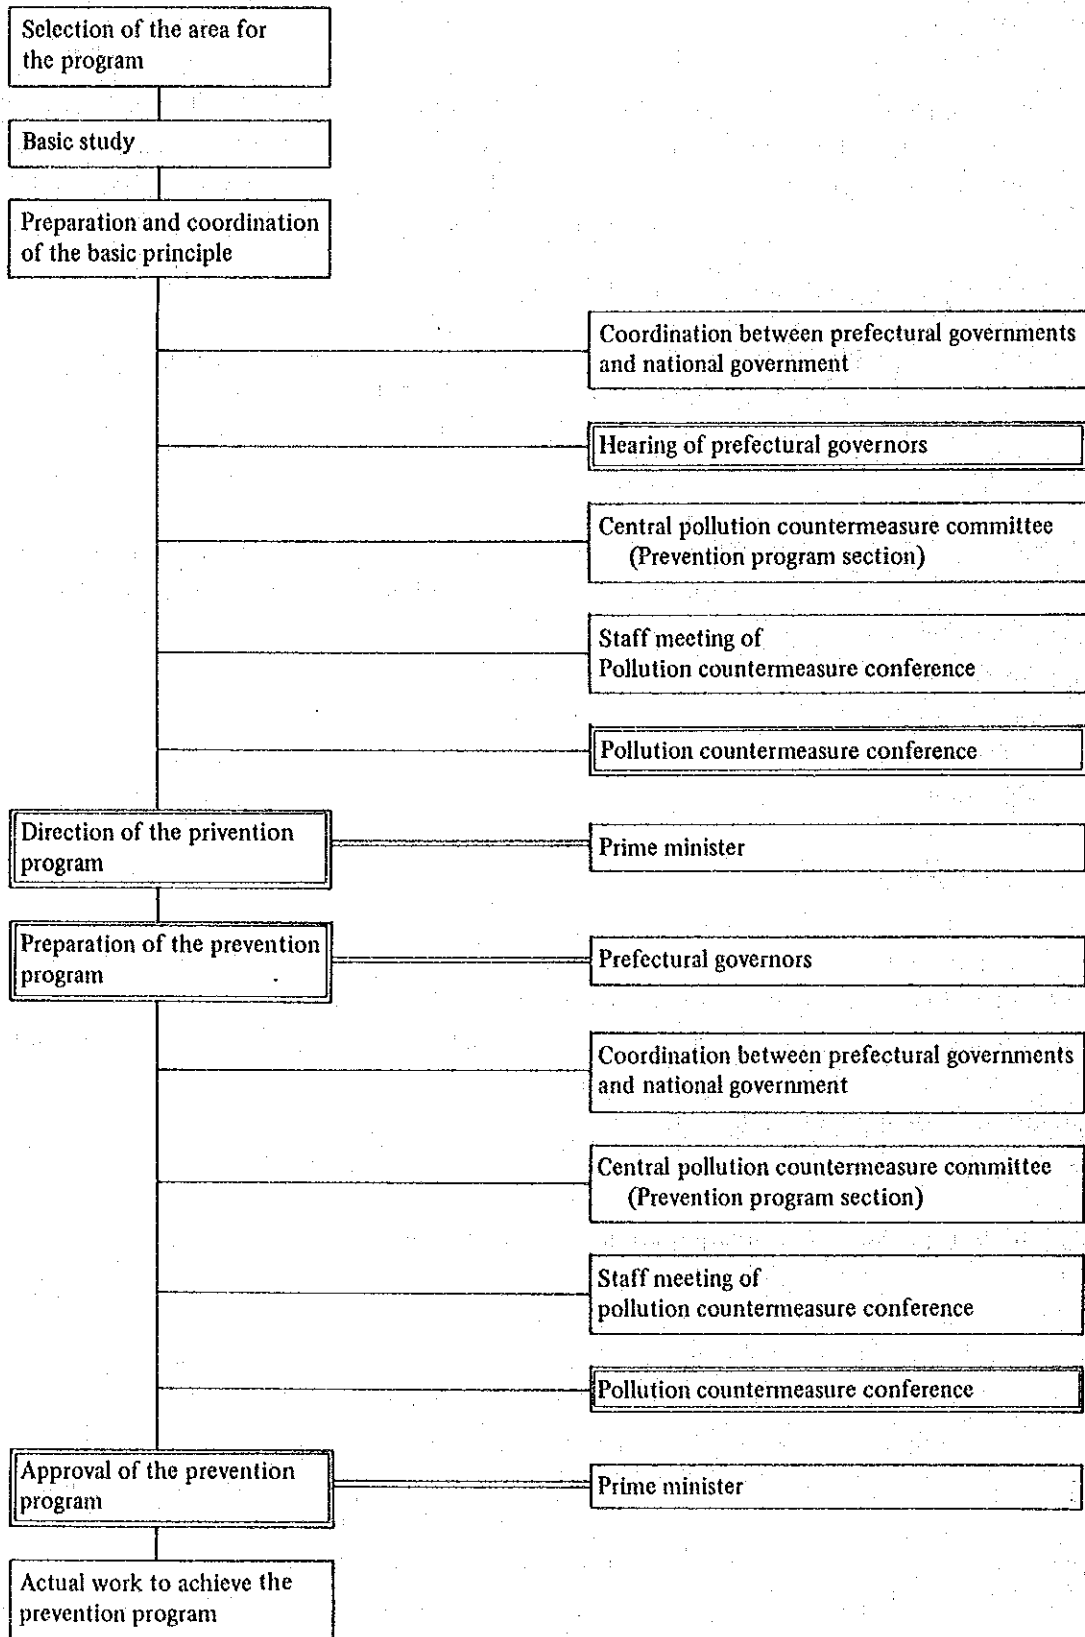 Selection of the area for
the program
Basic study
Preparation and coordination
of the basic principle
Coordination between prefectural governments
and national government
Hearing of prefectural governors
Central pollution countermeasure committee
(Prevention program section)
Staff meeting of
Pollution countermeasure conference
Pollution countermeasure conference
Direction of the privention
program
Prime minister
Preparation of the prevention
program
Prefectural governors
Coordination between prefectural governments
and national government
Central pollution countermeasure committee
(Prevention program section)
Staff meeting of
pollution countermeasure conference
Pollution countermeasure conference
Approval of the prevention
program
Prime minister
Actual work to achieve the
prevention program